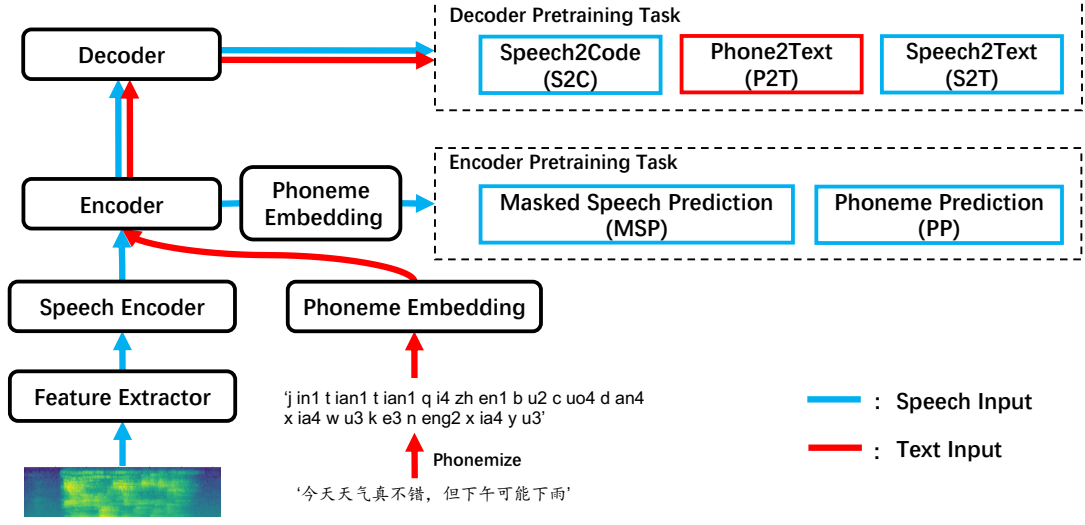 Decoder Pretraining Task
Decoder
Speech2Code
(S2C)
Phone2Text
(P2T)
Speech2Text
(S2T)
Encoder Pretraining Task
Encoder
Phoneme
Embedding
Masked Speech Prediction
(MSP)
Phoneme Prediction
(PP)
Speech Encoder
Phoneme Embedding
Feature Extractor
‘j in1 t ian1 t ian1 q i4 zh en1 b u2 c uo4 d an4
x ia4 w u3 k e3 n eng2 x ia4 y u3’
Phonemize
‘今天天气真不错，但下午可能下雨’
: Speech Input
: Text Input